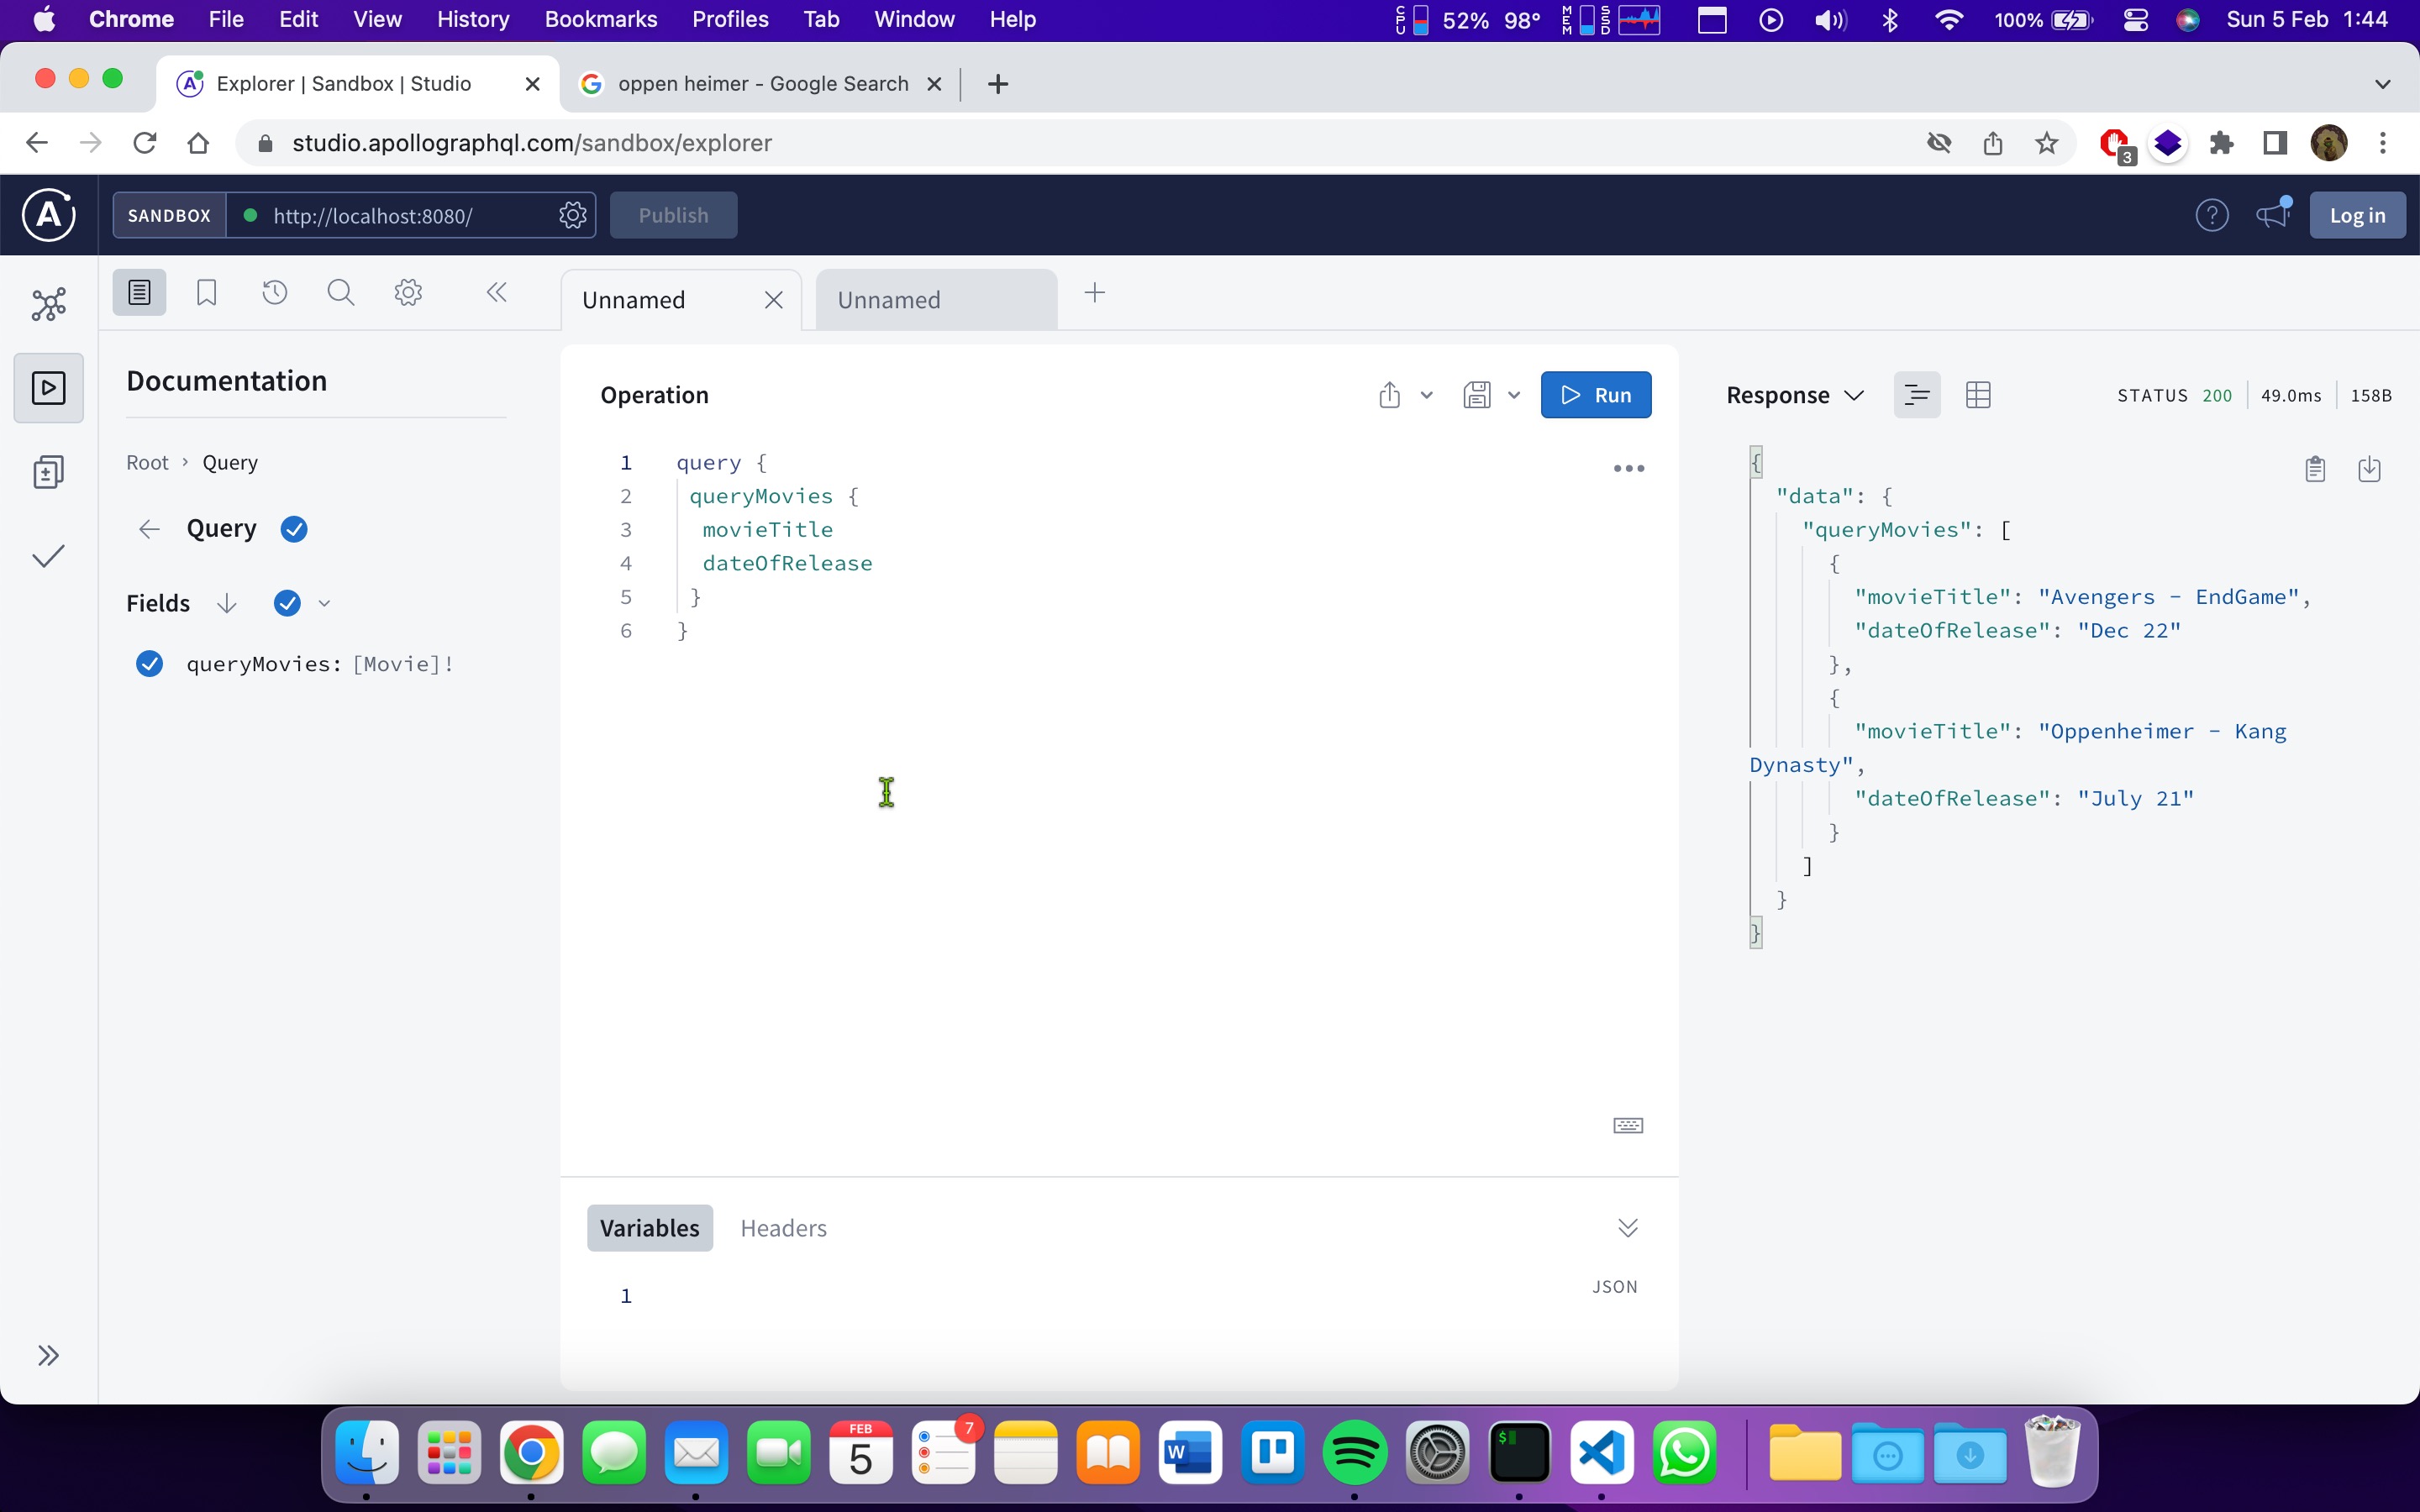 Chrome File Edit View History Bookmarks Profiles Tab Window Help CPU 52% 98° MEM SSD 100% Sun 5 Feb 1:44
Explorer | Sandbox | Studio oppen heimer - Google Search
studio.apollographql.com/sandbox/explorer 3
A SANDBOX http://localhost:8080/ Publish ? Log in
Unnamed Unnamed
Documentation
Operation Run Response STATUS 200 49.0ms 158B
Root › Query
Query
Fields
queryMovies: [Movie]!
1 query {
2 queryMovies {
3 movieTitle
4 dateOfRelease
5 }
6 }
{
"data": {
"queryMovies": [
{
"movieTitle": "Avengers - EndGame",
"dateOfRelease": "Dec 22"
},
{
"movieTitle": "Oppenheimer - Kang
Dynasty",
"dateOfRelease": "July 21"
}
]
}
}
Variables Headers
JSON
1
FEB
5
7
W
$